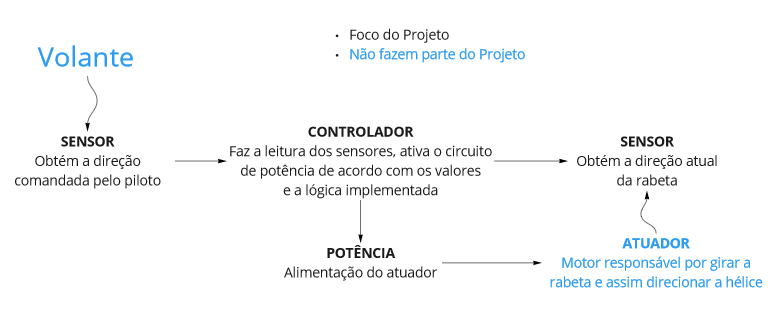 • Foco do Projeto
• Não fazem parte do Projeto
Volante
SENSOR
Obtém a direção
comandada pelo piloto
CONTROLADOR
Faz a leitura dos sensores, ativa o circuito
de potência de acordo com os valores
e a lógica implementada
SENSOR
Obtém a direção atual
da rabeta
POTÊNCIA
Alimentação do atuador
ATUADOR
Motor responsável por girar a
rabeta e assim direcionar a hélice